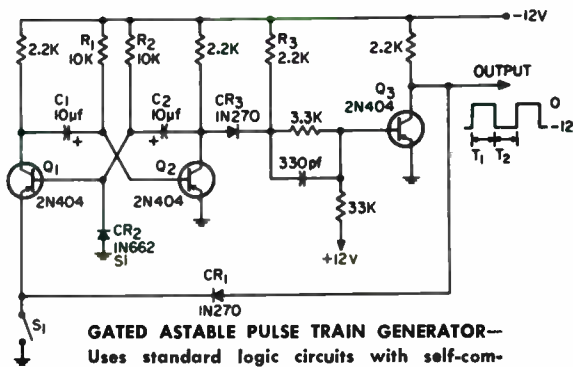 -12V
2.2K
R1
10K
R2
10K
2.2K
R3
2.2K
2.2K
C1
10µf
+
C2
10µf
+
CR3
1N270
Q3
2N404
OUTPUT
0
-12
T1
T2
3.3K
330pf
Q1
2N404
Q2
2N404
33K
+12V
CR2
1N662
S1
CR1
1N270
S1
GATED ASTABLE PULSE TRAIN GENERATOR—
Uses standard logic circuits with self-com-